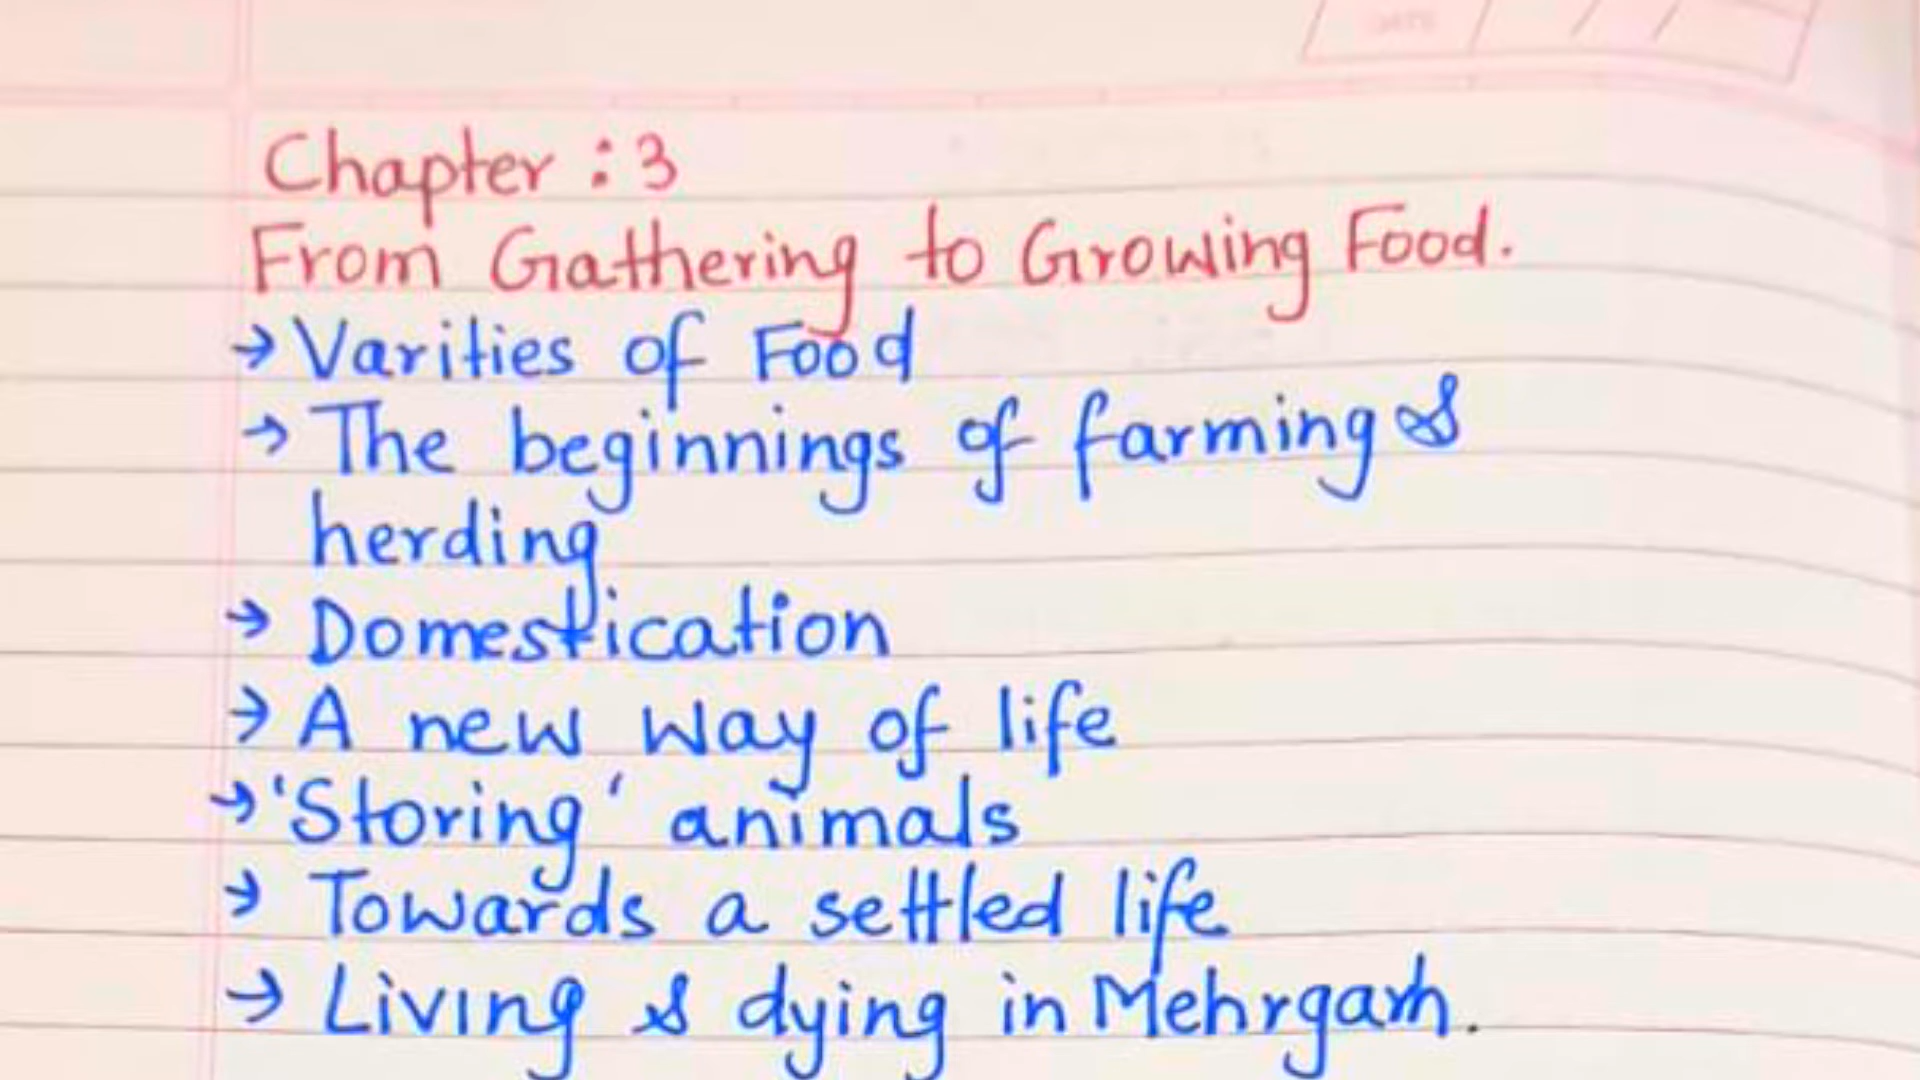 DATE
Chapter : 3
From Gathering to Growing Food.
→ Varities of Food
→ The beginnings of farming &
herding
→ Domestication
→ A new way of life
→ 'Storing' animals
→ Towards a settled life
→ Living & dying in Mehrgarh.